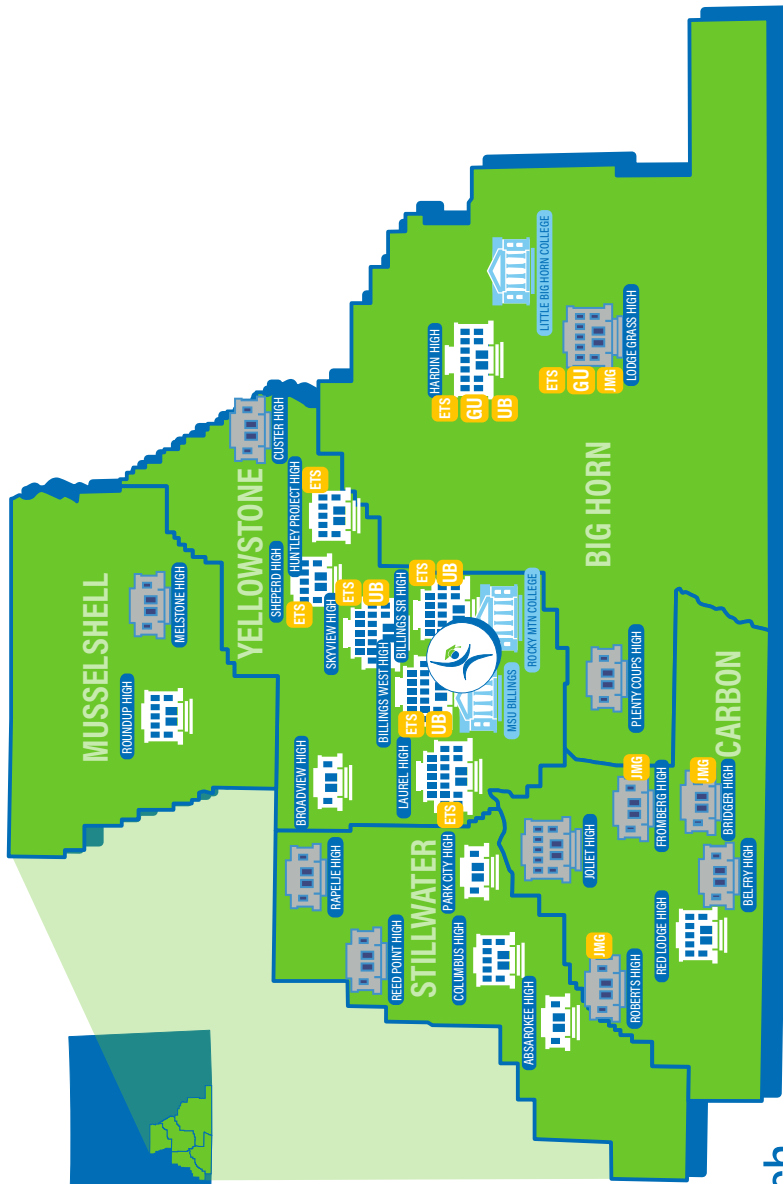 MUSSELSHELL
ROUNDUP HIGH
MELSTONE HIGH
YELLOWSTONE
BROADVIEW HIGH
SHEPERD HIGH
ETS
HUNTLEY PROJECT HIGH
ETS
CUSTER HIGH
SKYVIEW HIGH
ETS
UB
BILLINGS WEST HIGH
ETS
UB
BILLINGS SR HIGH
ETS
UB
LAUREL HIGH
ETS
MSU BILLINGS
ROCKY MTN COLLEGE
STILLWATER
RAPELJE HIGH
REED POINT HIGH
PARK CITY HIGH
COLUMBUS HIGH
ABSAROKEE HIGH
BIG HORN
HARDIN HIGH
ETS
GU
UB
LITTLE BIG HORN COLLEGE
ETS
GU
JMG
LODGE GRASS HIGH
PLENTY COUPS HIGH
CARBON
JOLIET HIGH
JMG
FROMBERG HIGH
JMG
BRIDGER HIGH
JMG
ROBERTS HIGH
RED LODGE HIGH
BELFRY HIGH